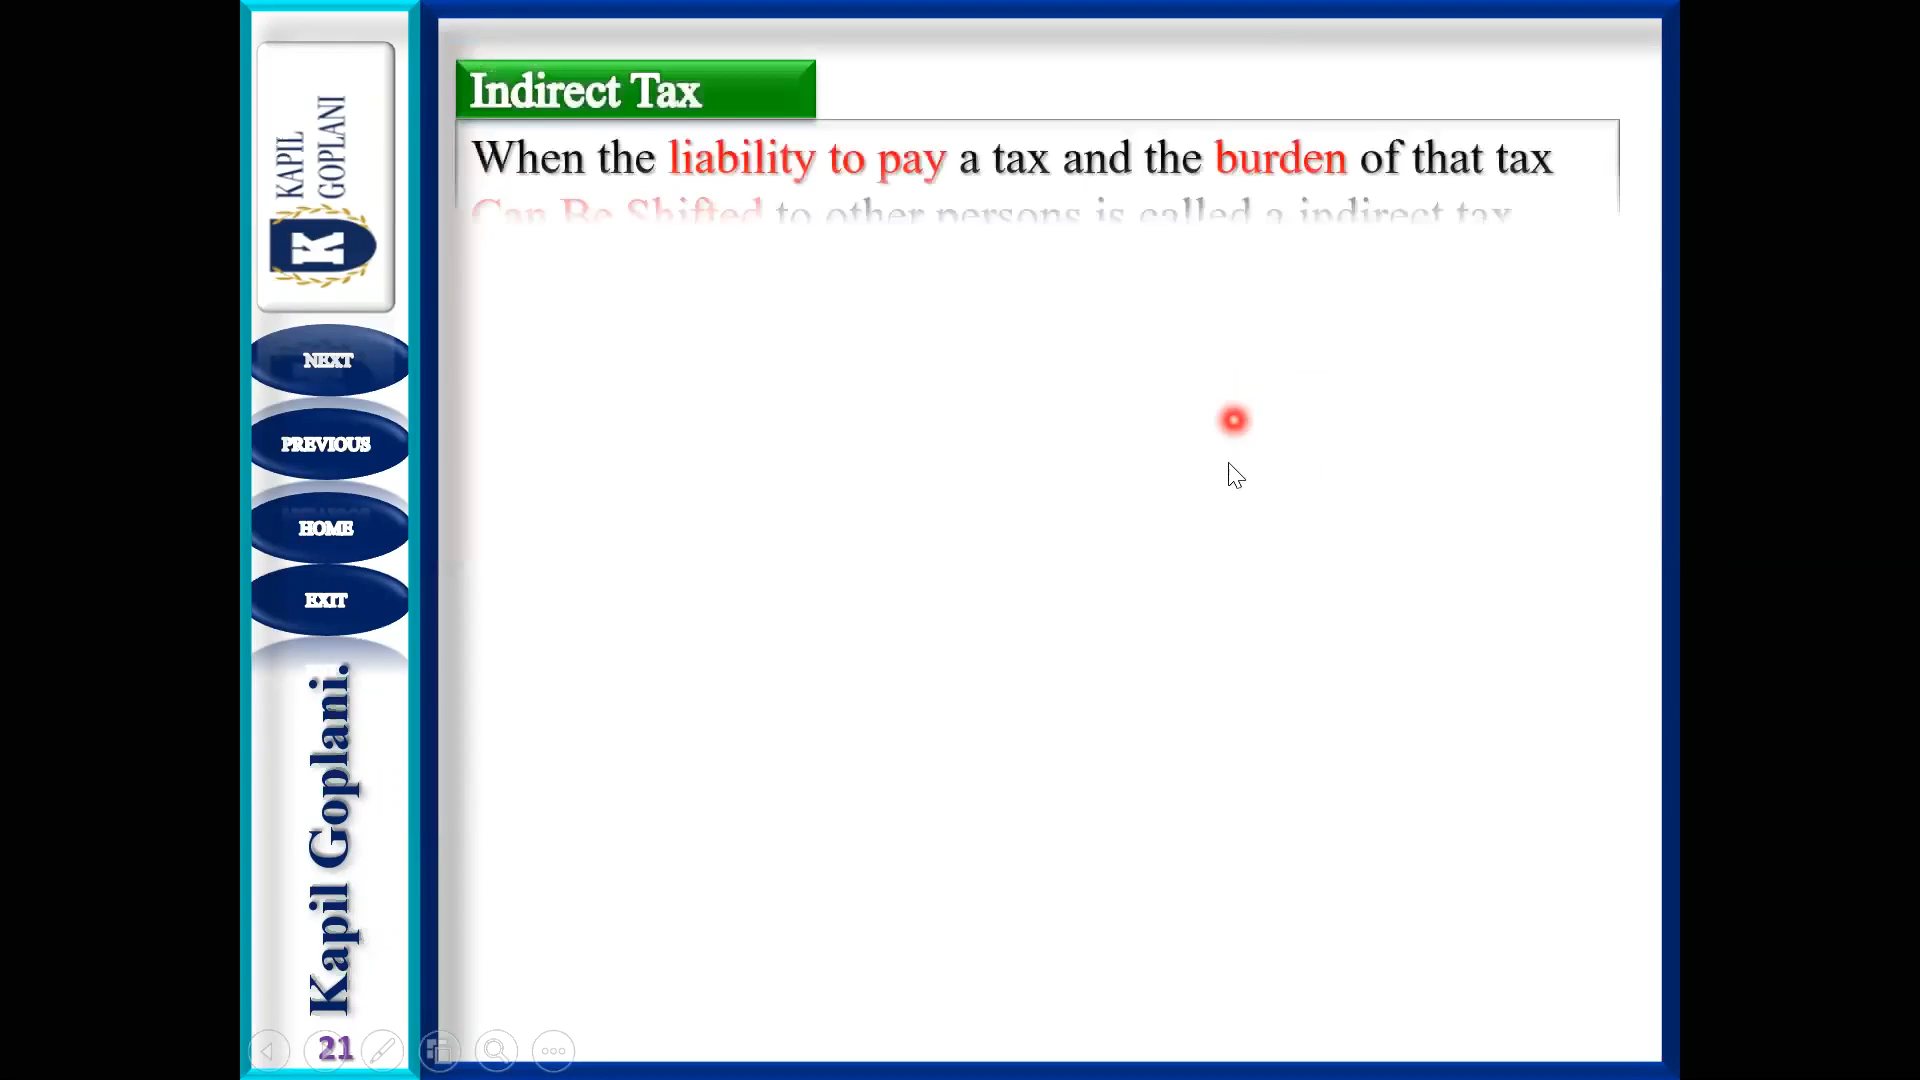 KAPIL
GOPLANI
K
NEXT
PREVIOUS
HOME
EXIT
Kapil Goplani.
21
Indirect Tax
When the liability to pay a tax and the burden of that tax
Can Be Shifted to other persons is called a indirect tax